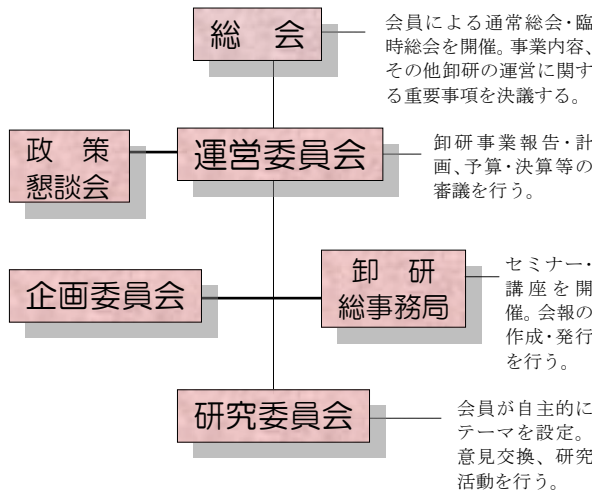 総　会
会員による通常総会・臨
時総会を開催。事業内容、
その他卸研の運営に関す
る重要事項を決議する。
政　策
懇談会
運営委員会
卸研事業報告・計
画、予算・決算等の
審議を行う。
企画委員会
卸　研
総事務局
セミナー・
講座を開
催。会報の
作成・発行
を行う。
研究委員会
会員が自主的に
テーマを設定。
意見交換、研究
活動を行う。